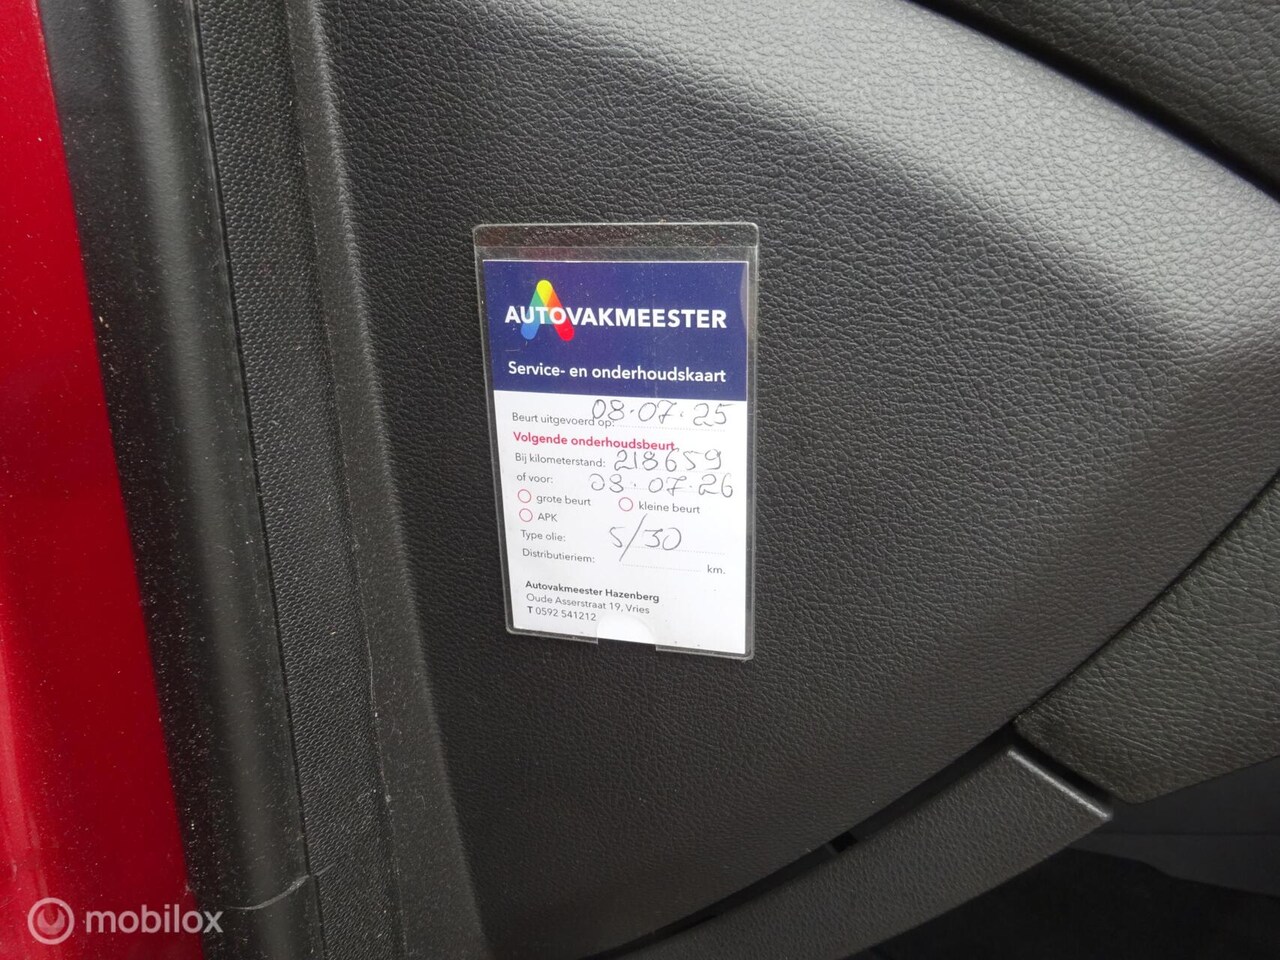 AUTOVAKMEESTER
Service- en onderhoudskaart
Beurt uitgevoerd op: 08-07-25
Volgende onderhoudsbeurt
Bij kilometerstand: 218659
of voor: 08-07-26
grote beurt kleine beurt
APK
Type olie: 5/30
Distributieriem: km.
Autovakmeester Hazenberg
Oude Asserstraat 19, Vries
T 0592 541212
mobilox